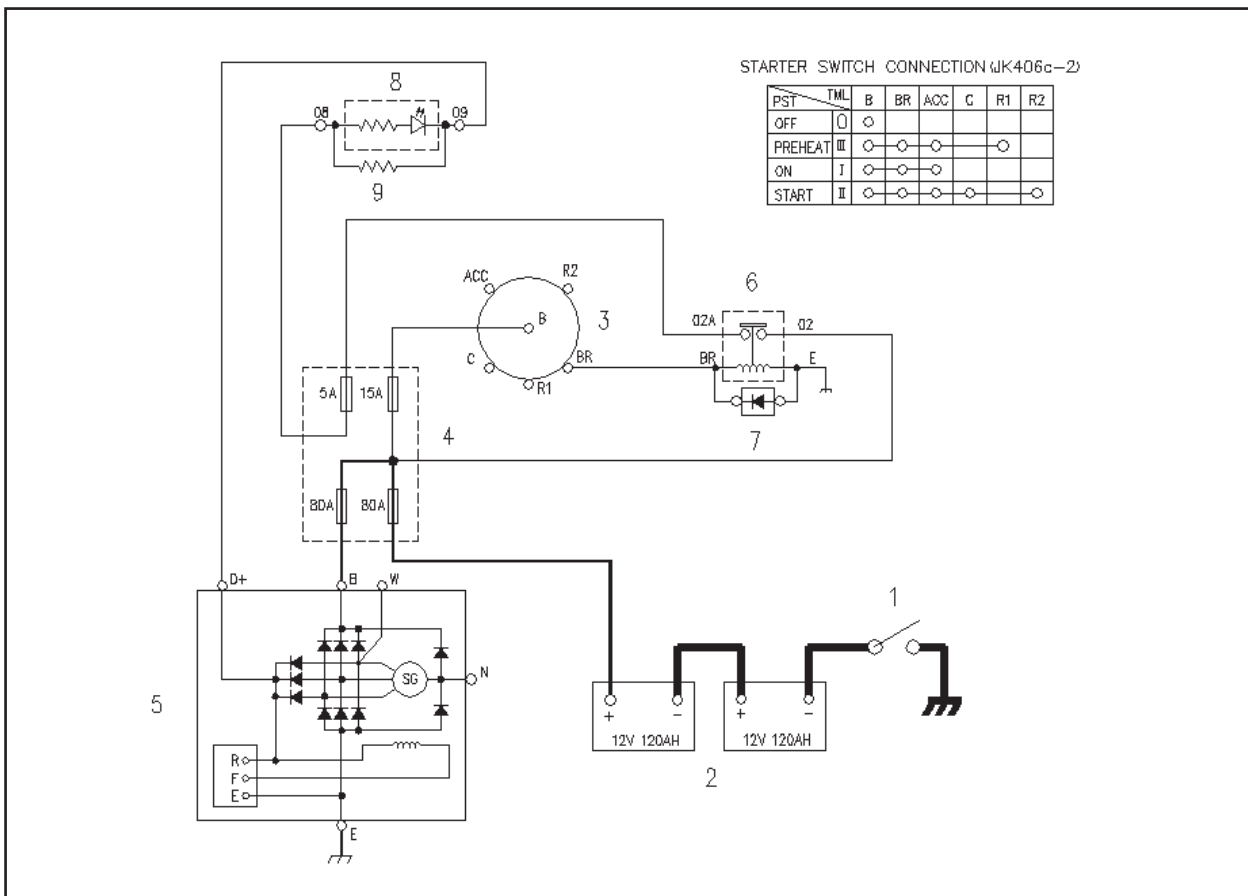 STARTER SWITCH CONNECTION (JK406c-2)
PST TML B BR ACC C R1 R2
OFF O
PREHEAT III
ON I
START II
8
08 09
9
ACC R2 6
B 3 02A 02
C BR BR E
5A 15A R1
4 7
80A 80A
D+ B W
1
SG N
5
+ - + -
12V 120AH 12V 120AH
R
F 2
E
E